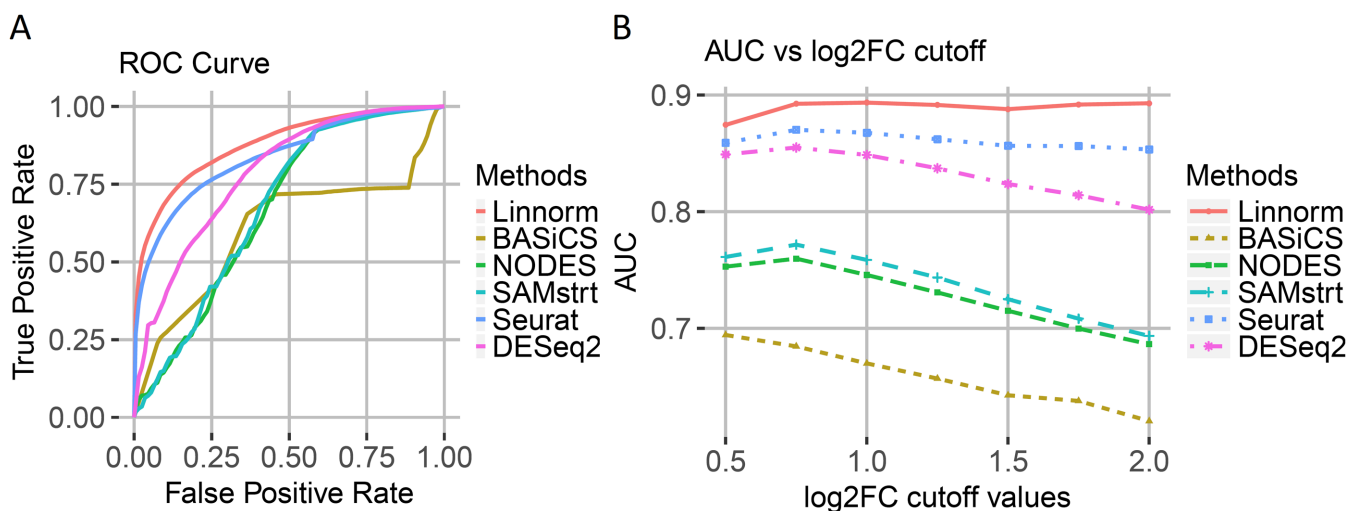 A
ROC Curve
True Positive Rate
1.00
0.75
0.50
0.25
0.00
0.00 0.25 0.50 0.75 1.00
False Positive Rate
Methods
Linnorm
BASiCS
NODES
SAMstrt
Seurat
DESeq2
B
AUC vs log2FC cutoff
AUC
0.9
0.8
0.7
0.5 1.0 1.5 2.0
log2FC cutoff values
Methods
Linnorm
BASiCS
NODES
SAMstrt
Seurat
DESeq2